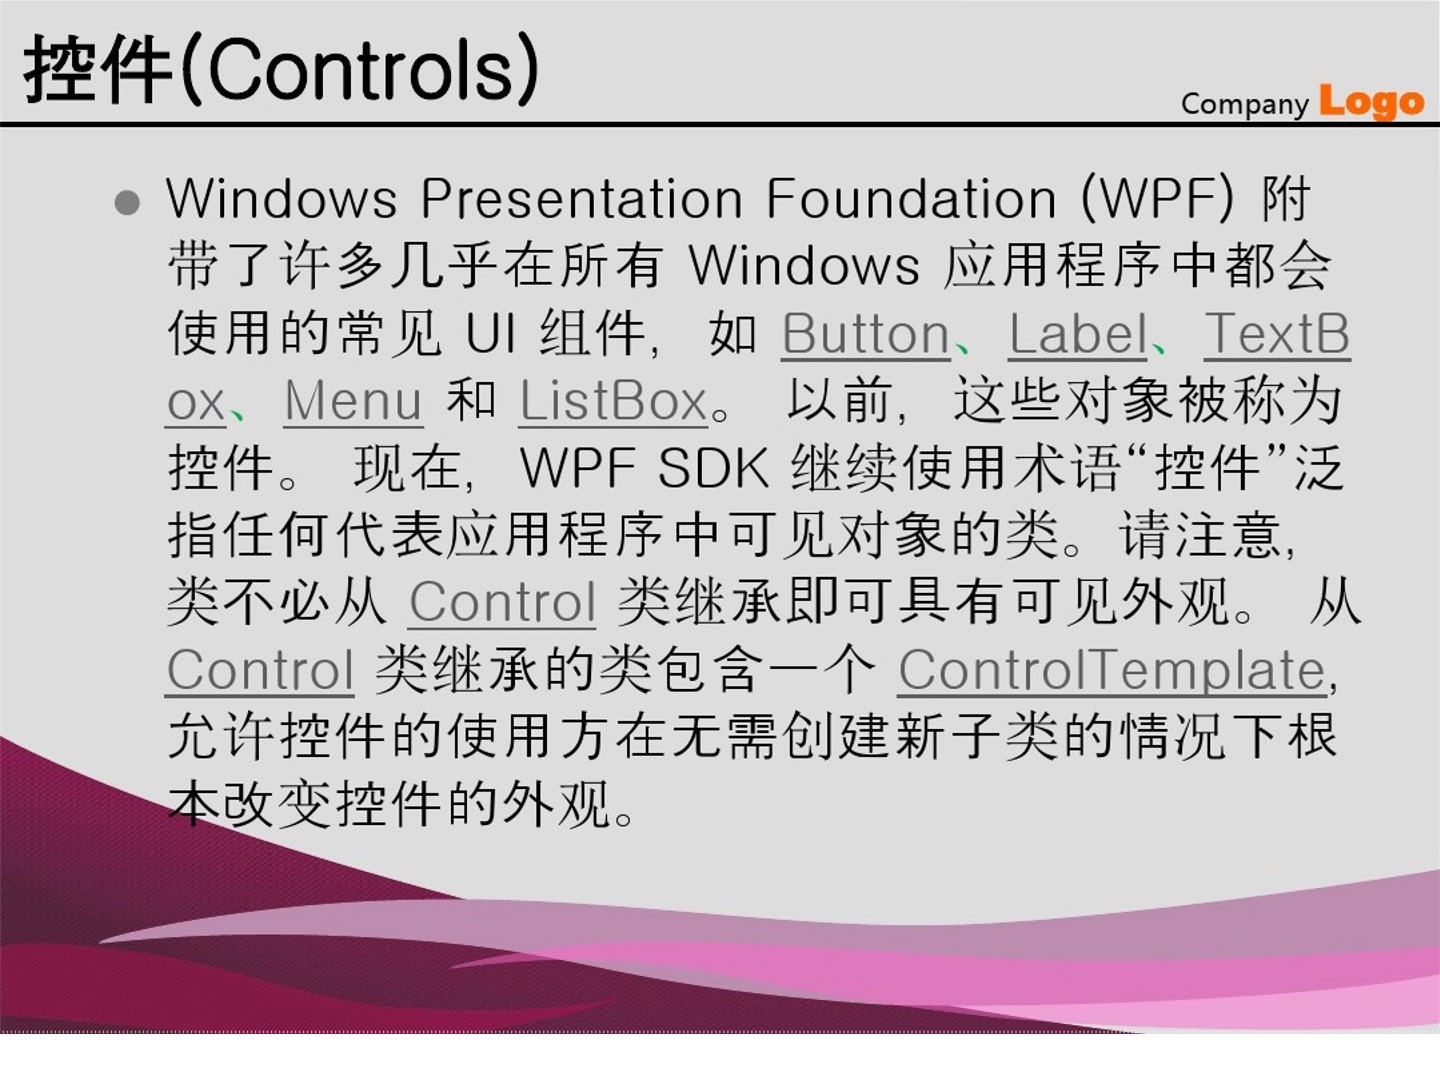 控件(Controls)
Company Logo
Windows Presentation Foundation (WPF) 附
带了许多几乎在所有 Windows 应用程序中都会
使用的常见 UI 组件，如 Button、Label、TextB
ox、Menu 和 ListBox。 以前，这些对象被称为
控件。 现在，WPF SDK 继续使用术语“控件”泛
指任何代表应用程序中可见对象的类。请注意，
类不必从 Control 类继承即可具有可见外观。 从
Control 类继承的类包含一个 ControlTemplate,
允许控件的使用方在无需创建新子类的情况下根
本改变控件的外观。